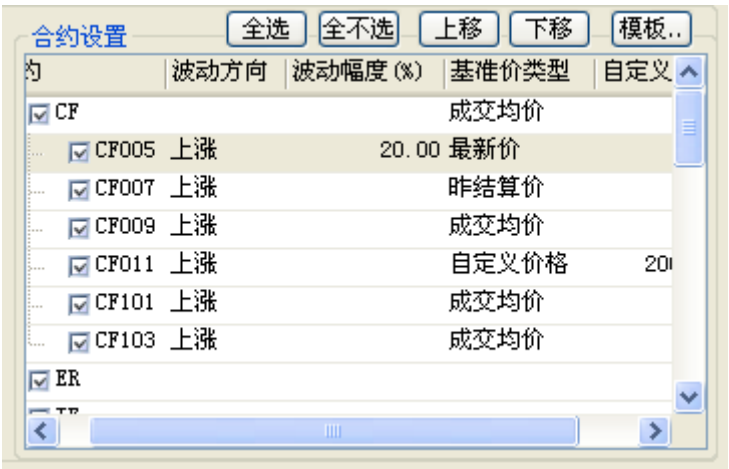 合约设置 全选 全不选 上移 下移 模板..
约 波动方向 波动幅度(%) 基准价类型 自定义
CF 成交均价
CF005 上涨 20.00 最新价
CF007 上涨 昨结算价
CF009 上涨 成交均价
CF011 上涨 自定义价格 200
CF101 上涨 成交均价
CF103 上涨 成交均价
ER